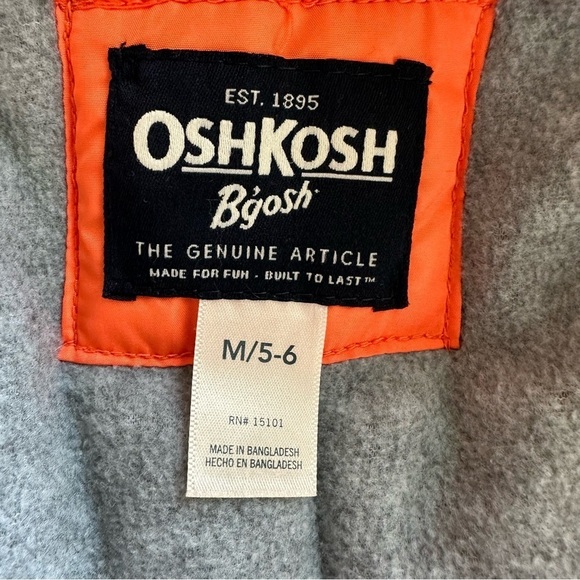 EST. 1895
OSHKOSH
B'gosh
THE GENUINE ARTICLE
MADE FOR FUN - BUILT TO LAST™
M/5-6
RN# 15101
MADE IN BANGLADESH
HECHO EN BANGLADESH